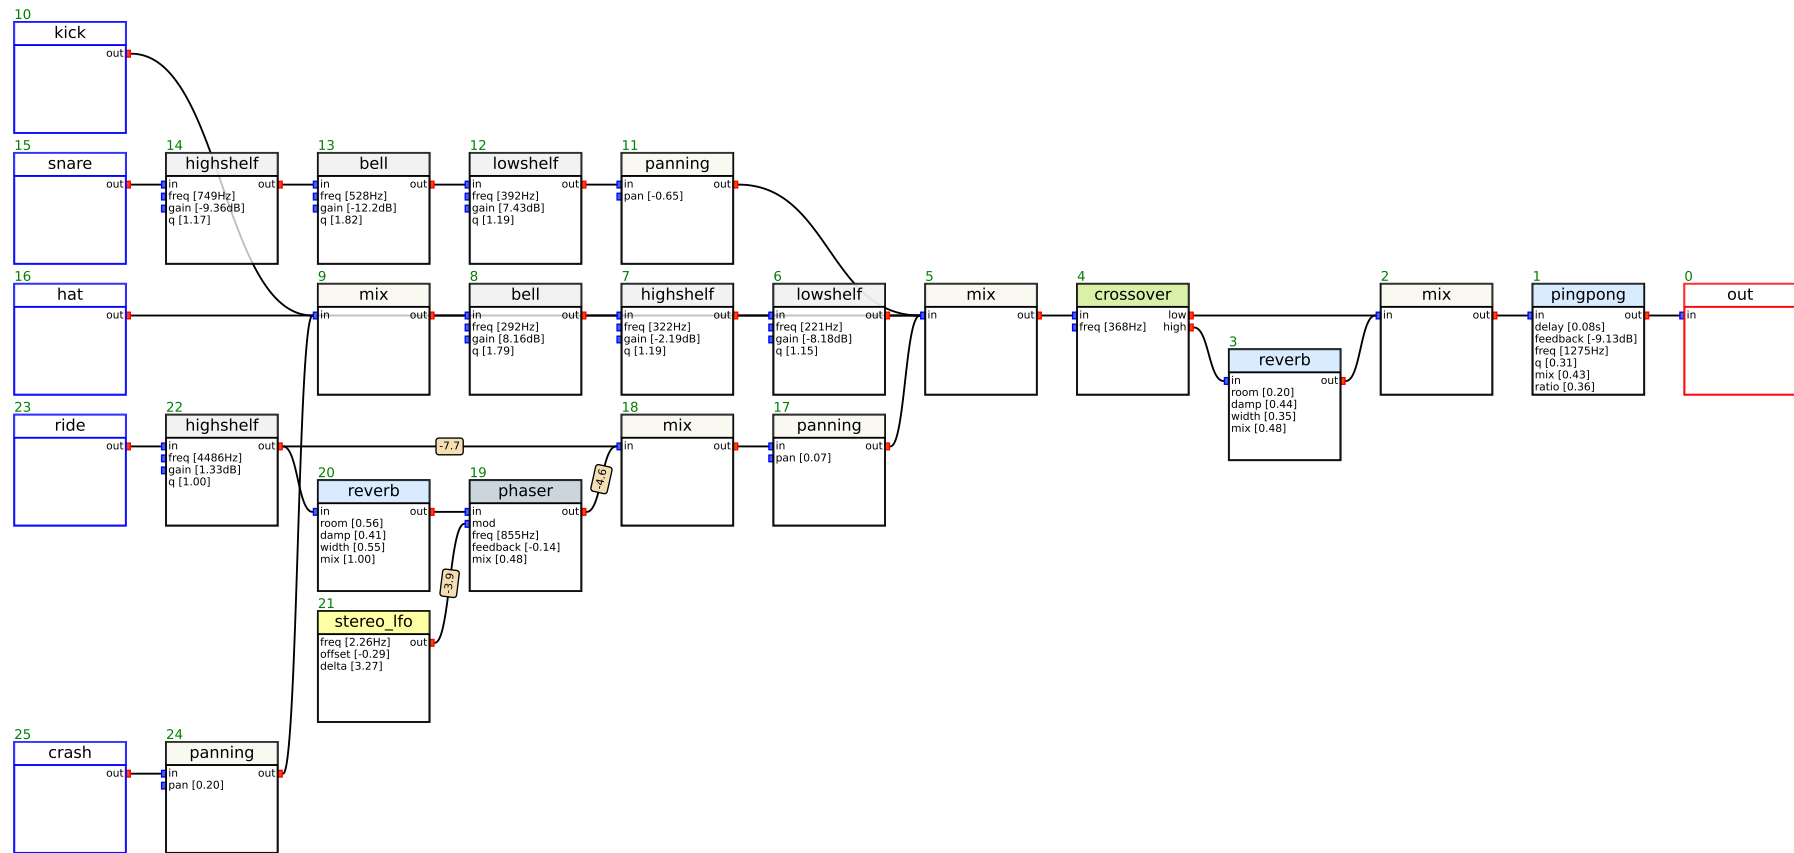 10
kick
out
15
snare
out
14
highshelf
in out
freq [749Hz]
gain [-9.36dB]
q [1.17]
13
bell
in out
freq [528Hz]
gain [-12.2dB]
q [1.82]
12
lowshelf
in out
freq [392Hz]
gain [7.43dB]
q [1.19]
11
panning
in out
pan [-0.65]
16
hat
out
9
mix
in out
8
bell
in out
freq [292Hz]
gain [8.16dB]
q [1.79]
7
highshelf
in out
freq [322Hz]
gain [-2.19dB]
q [1.19]
6
lowshelf
in out
freq [221Hz]
gain [-8.18dB]
q [1.15]
5
mix
in out
4
crossover
in low
freq [368Hz] high
3
reverb
in out
room [0.20]
damp [0.44]
width [0.35]
mix [0.48]
2
mix
in out
1
pingpong
in out
delay [0.08s]
feedback [-9.13dB]
freq [1275Hz]
q [0.31]
mix [0.43]
ratio [0.36]
0
out
in
23
ride
out
22
highshelf
in out
freq [4486Hz]
gain [1.33dB]
q [1.00]
-7.7
20
reverb
in out
room [0.56]
damp [0.41]
width [0.55]
mix [1.00]
19
phaser
in out
mod
freq [855Hz]
feedback [-0.14]
mix [0.48]
-4.6
18
mix
in out
17
panning
in out
pan [0.07]
-3.9
21
stereo_lfo
freq [2.26Hz] out
offset [-0.29]
delta [3.27]
25
crash
out
24
panning
in out
pan [0.20]